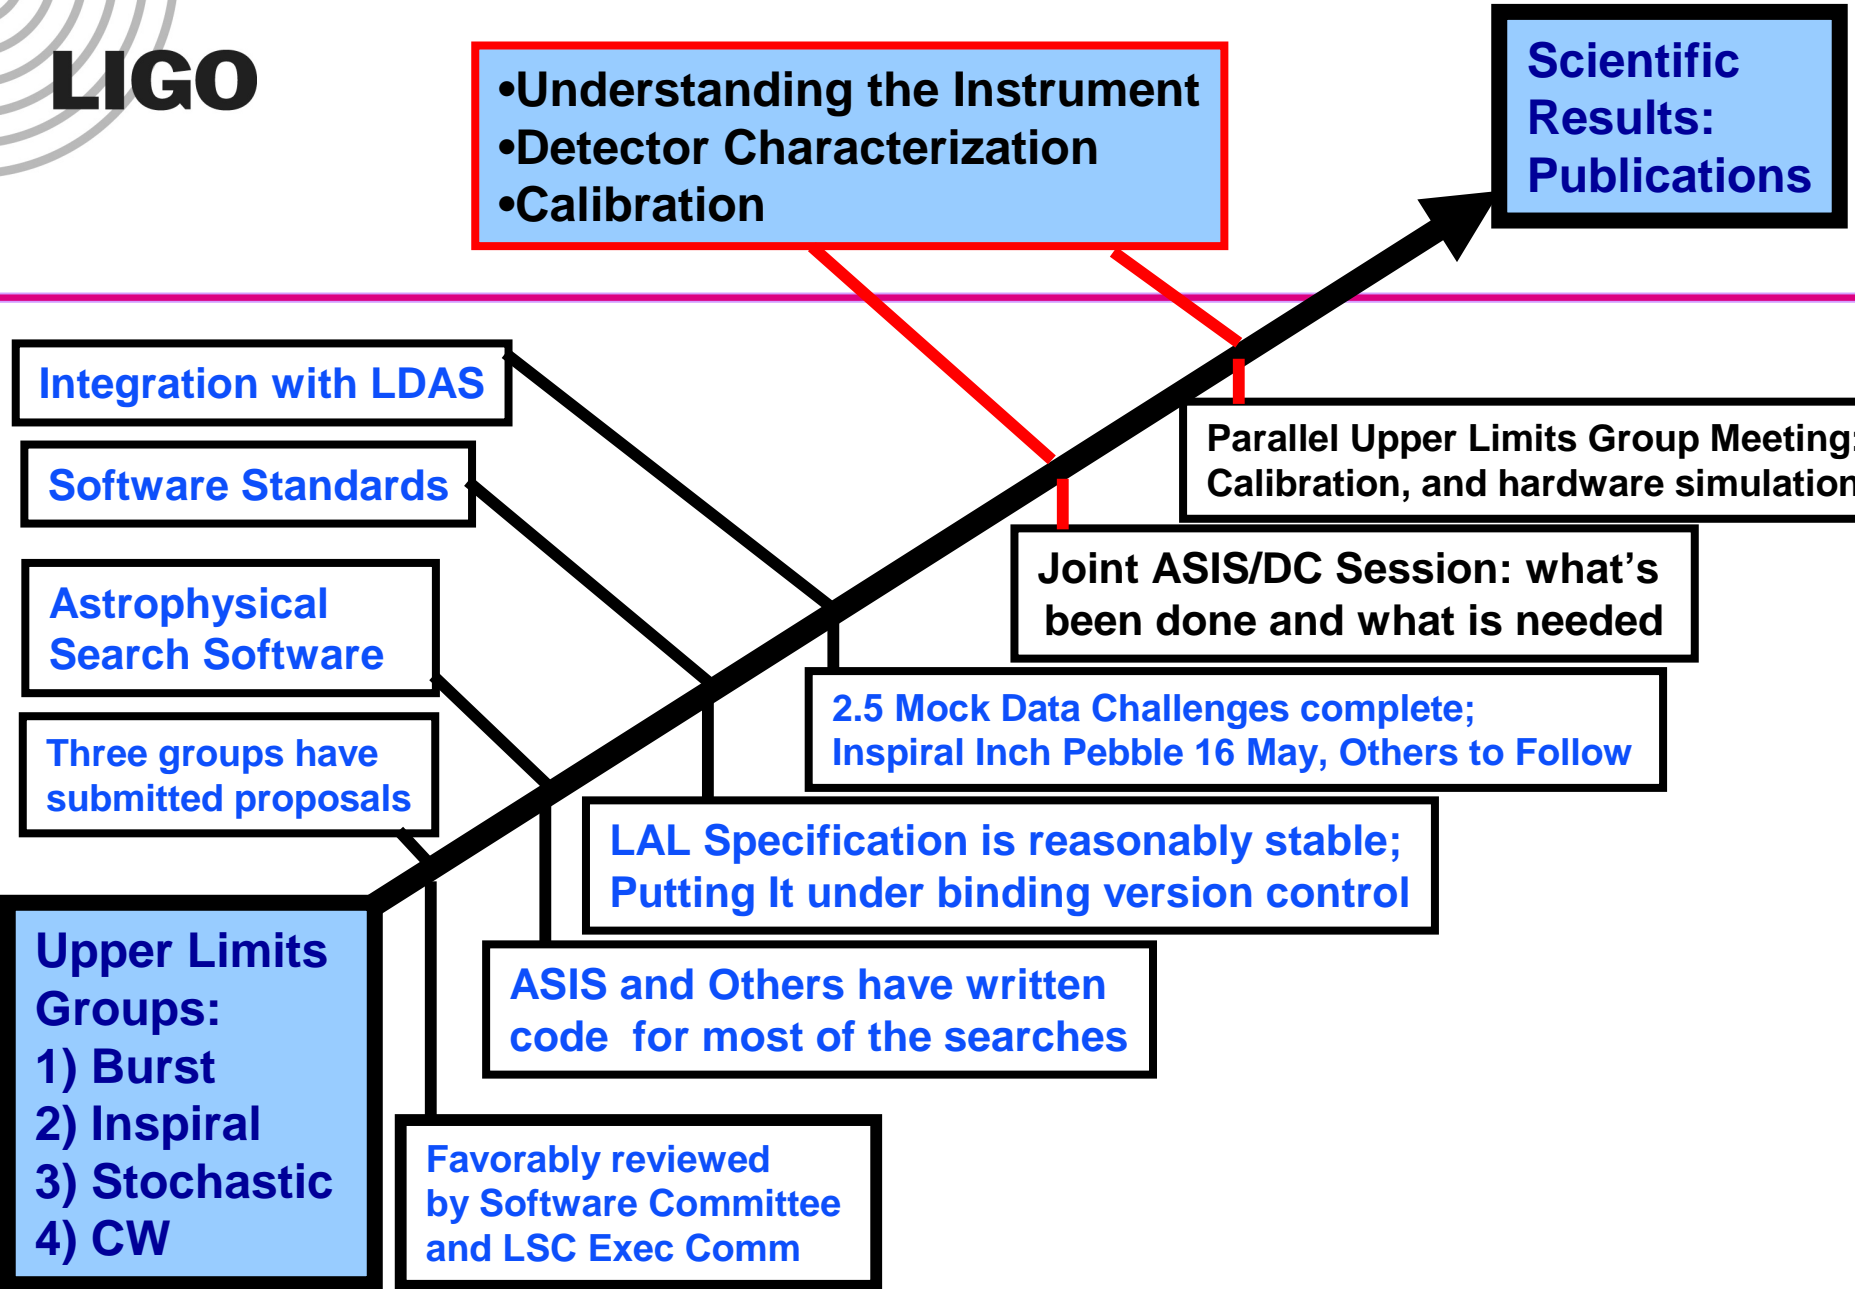 LIGO
•Understanding the Instrument
•Detector Characterization
•Calibration
Scientific
Results:
Publications
Integration with LDAS
Software Standards
Astrophysical
Search Software
Three groups have
submitted proposals
Parallel Upper Limits Group Meeting:
Calibration, and hardware simulation
Joint ASIS/DC Session: what’s
been done and what is needed
2.5 Mock Data Challenges complete;
Inspiral Inch Pebble 16 May, Others to Follow
LAL Specification is reasonably stable;
Putting It under binding version control
ASIS and Others have written
code  for most of the searches
Favorably reviewed
by Software Committee
and LSC Exec Comm
Upper Limits
Groups:
1) Burst
2) Inspiral
3) Stochastic
4) CW